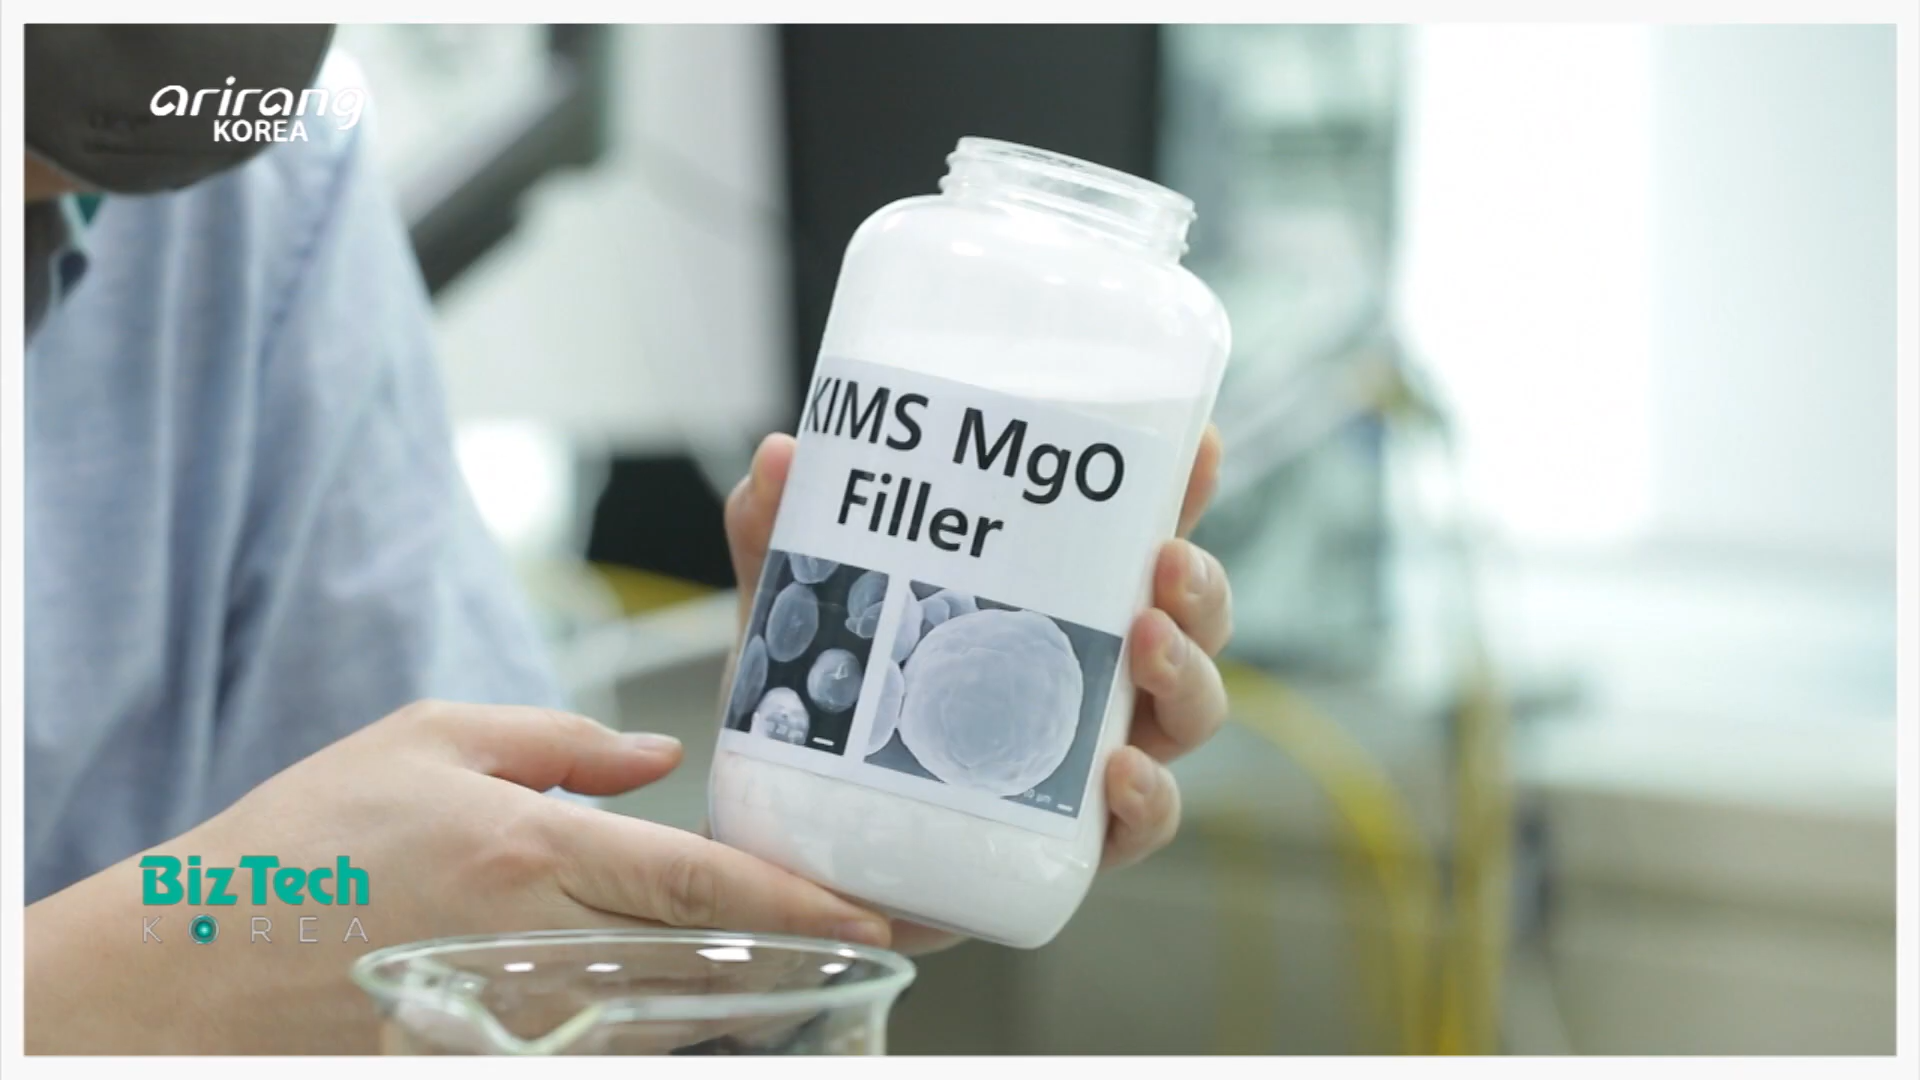 arirang
KOREA
KIMS MgO
Filler
BizTech
KOREA